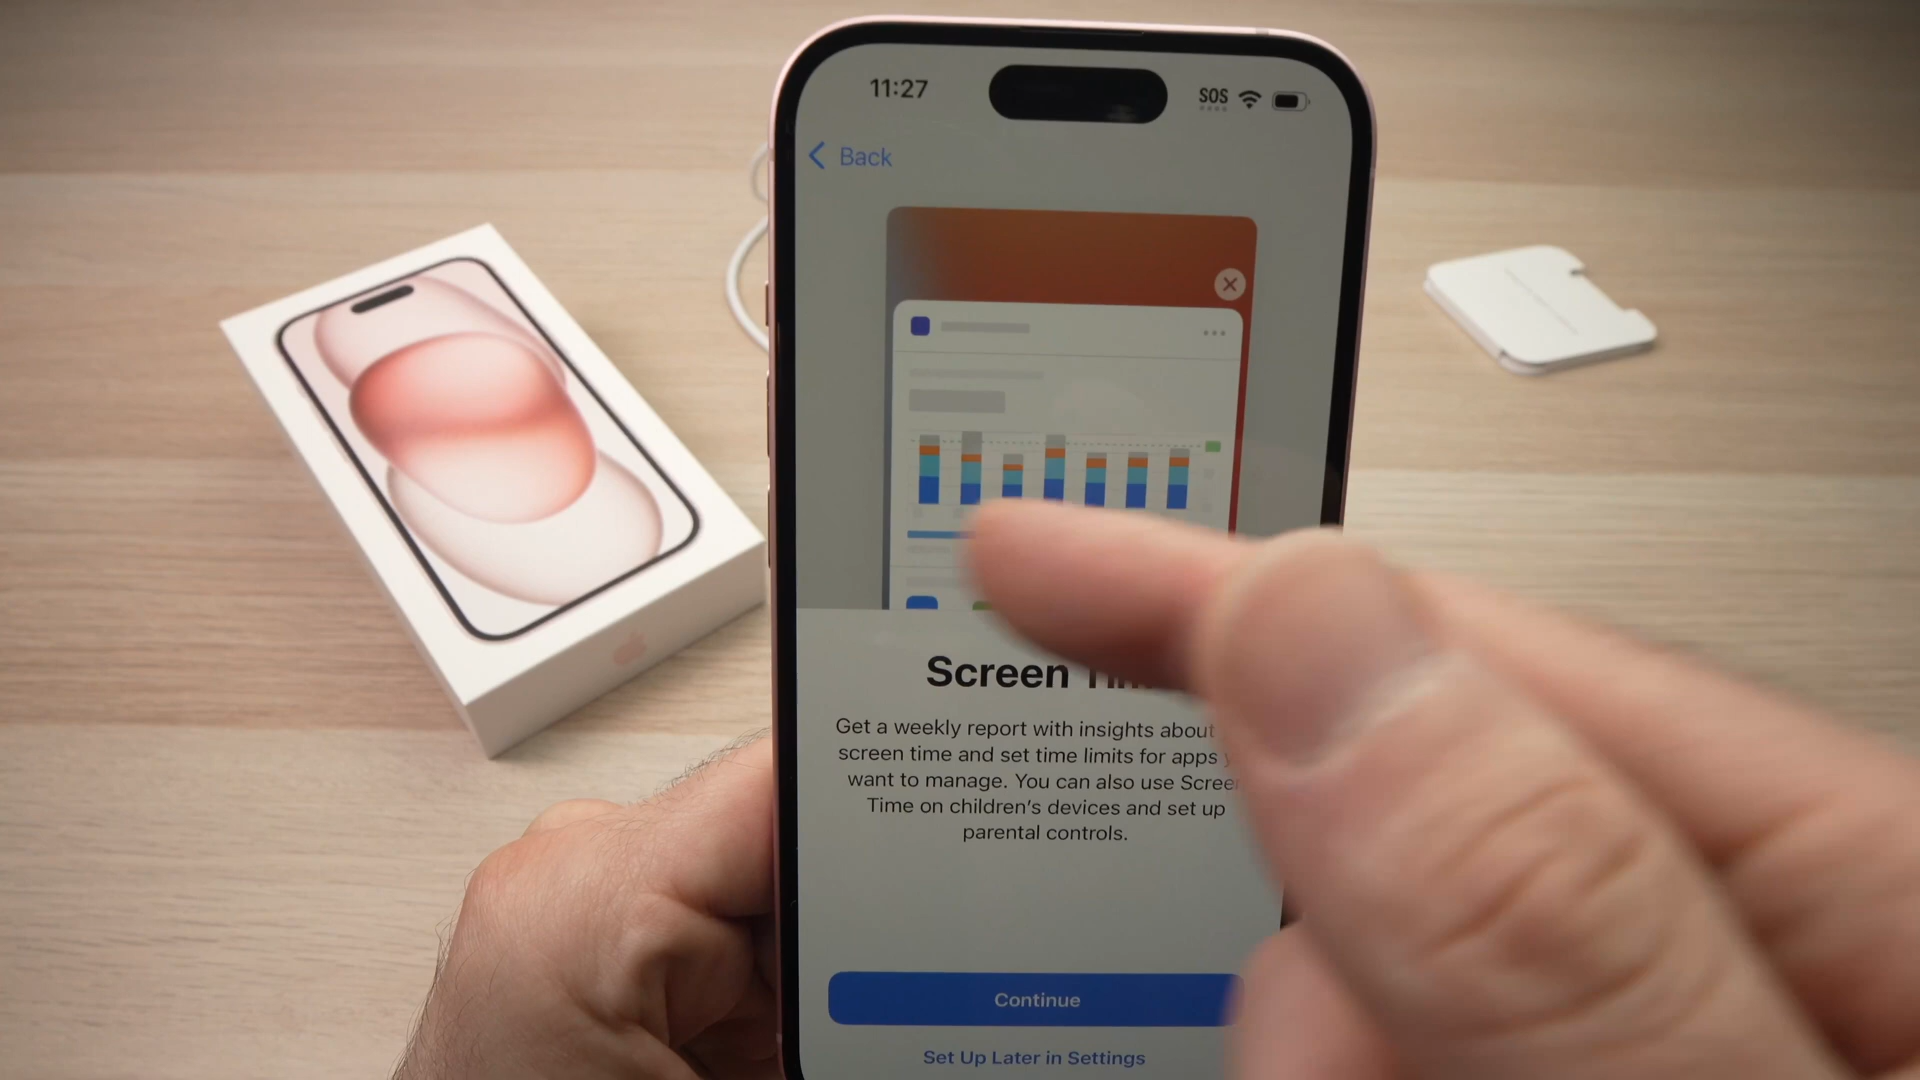 11:27
SOS
Back
Screen
Get a weekly report with insights about
screen time and set time limits for apps
want to manage. You can also use Screen
Time on children's devices and set up
parental controls.
Continue
Set Up Later in Settings